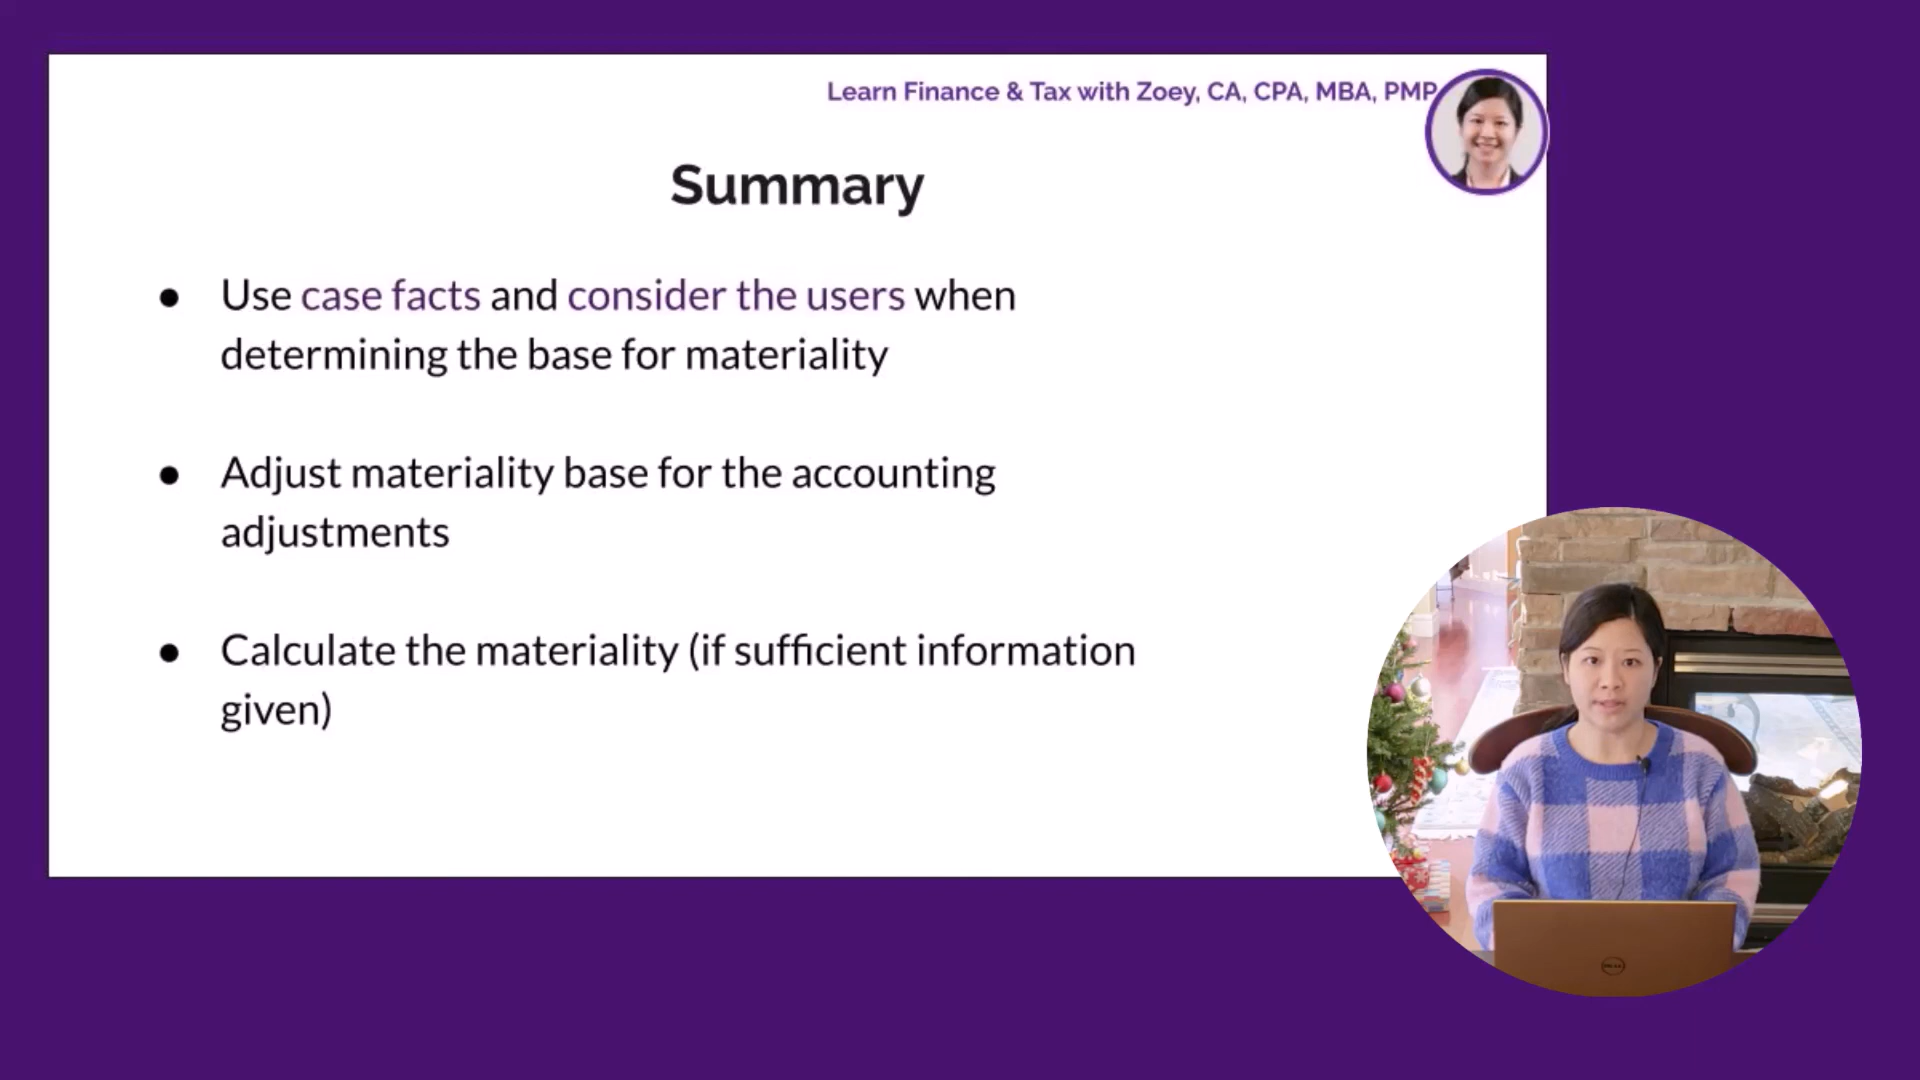 Learn Finance & Tax with Zoey, CA, CPA, MBA, PMP
Summary
● Use case facts and consider the users when
determining the base for materiality
● Adjust materiality base for the accounting
adjustments
● Calculate the materiality (if sufficient information
given)
DELL